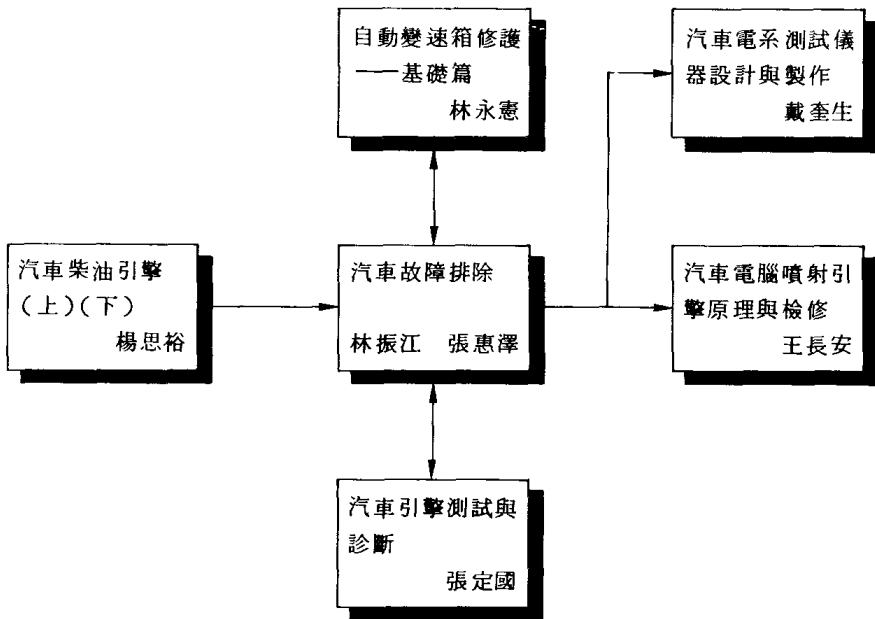 自動變速箱修護
——基礎篇
林永憲
汽車電系測試儀
器設計與製作
戴奎生
汽車柴油引擎
(上)(下)
楊思裕
汽車故障排除
林振江 張惠澤
汽車電腦噴射引
擎原理與檢修
王長安
汽車引擎測試與
診斷
張定國